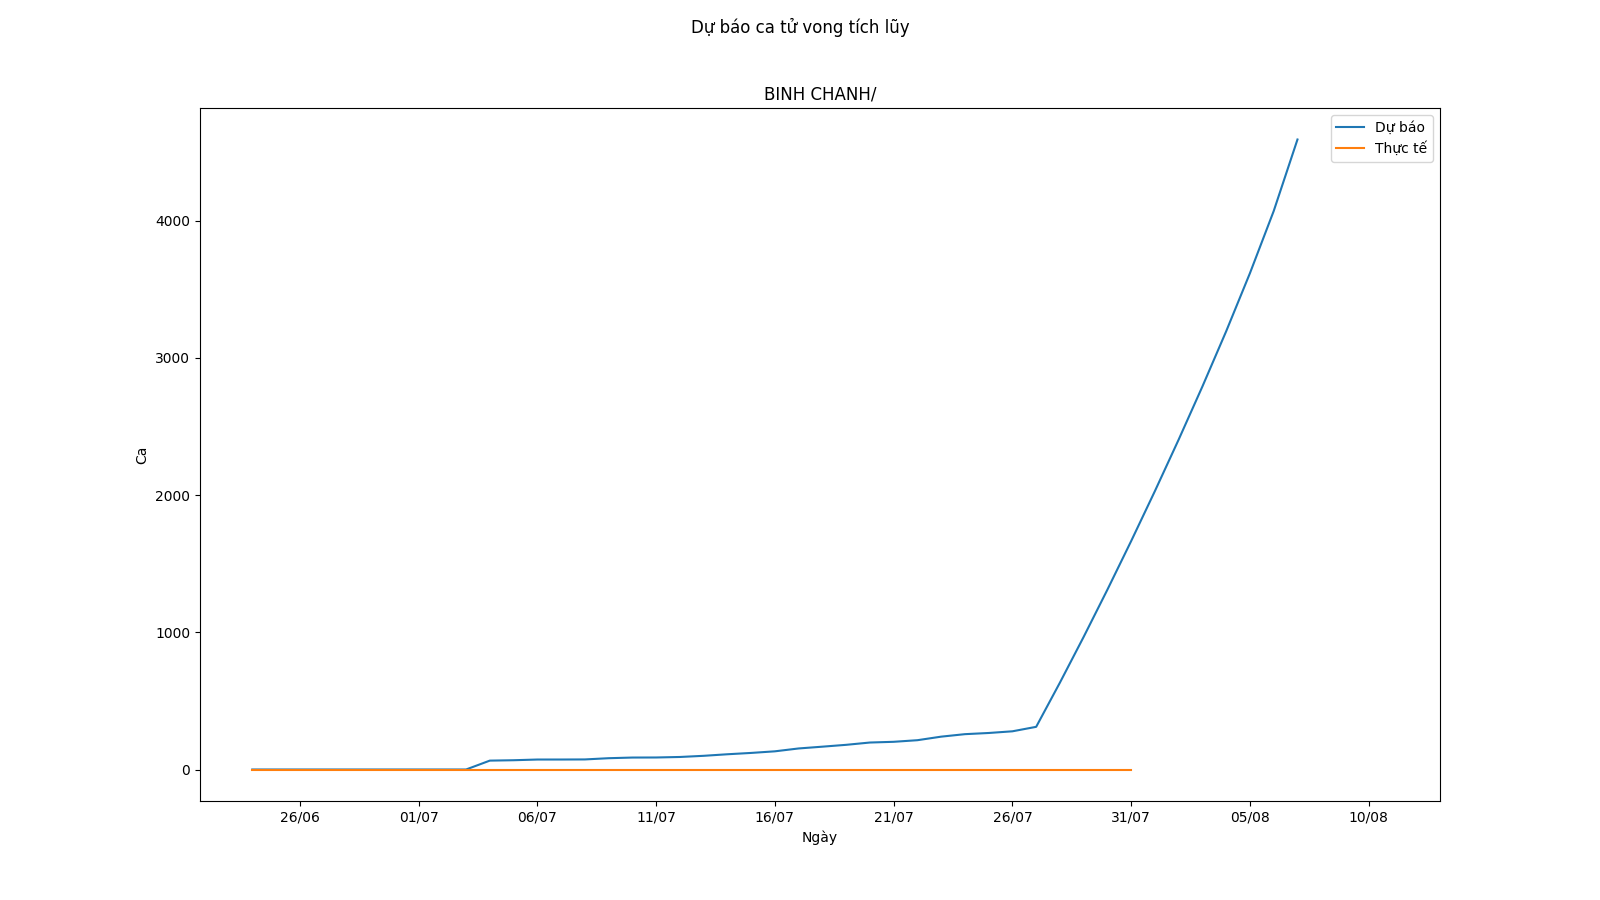 Dự báo ca tử vong tích lũy
BINH CHANH/
Dự báo
Thực tế
Ca
4000
3000
2000
1000
0
26/06
01/07
06/07
11/07
16/07
21/07
26/07
31/07
05/08
10/08
Ngày